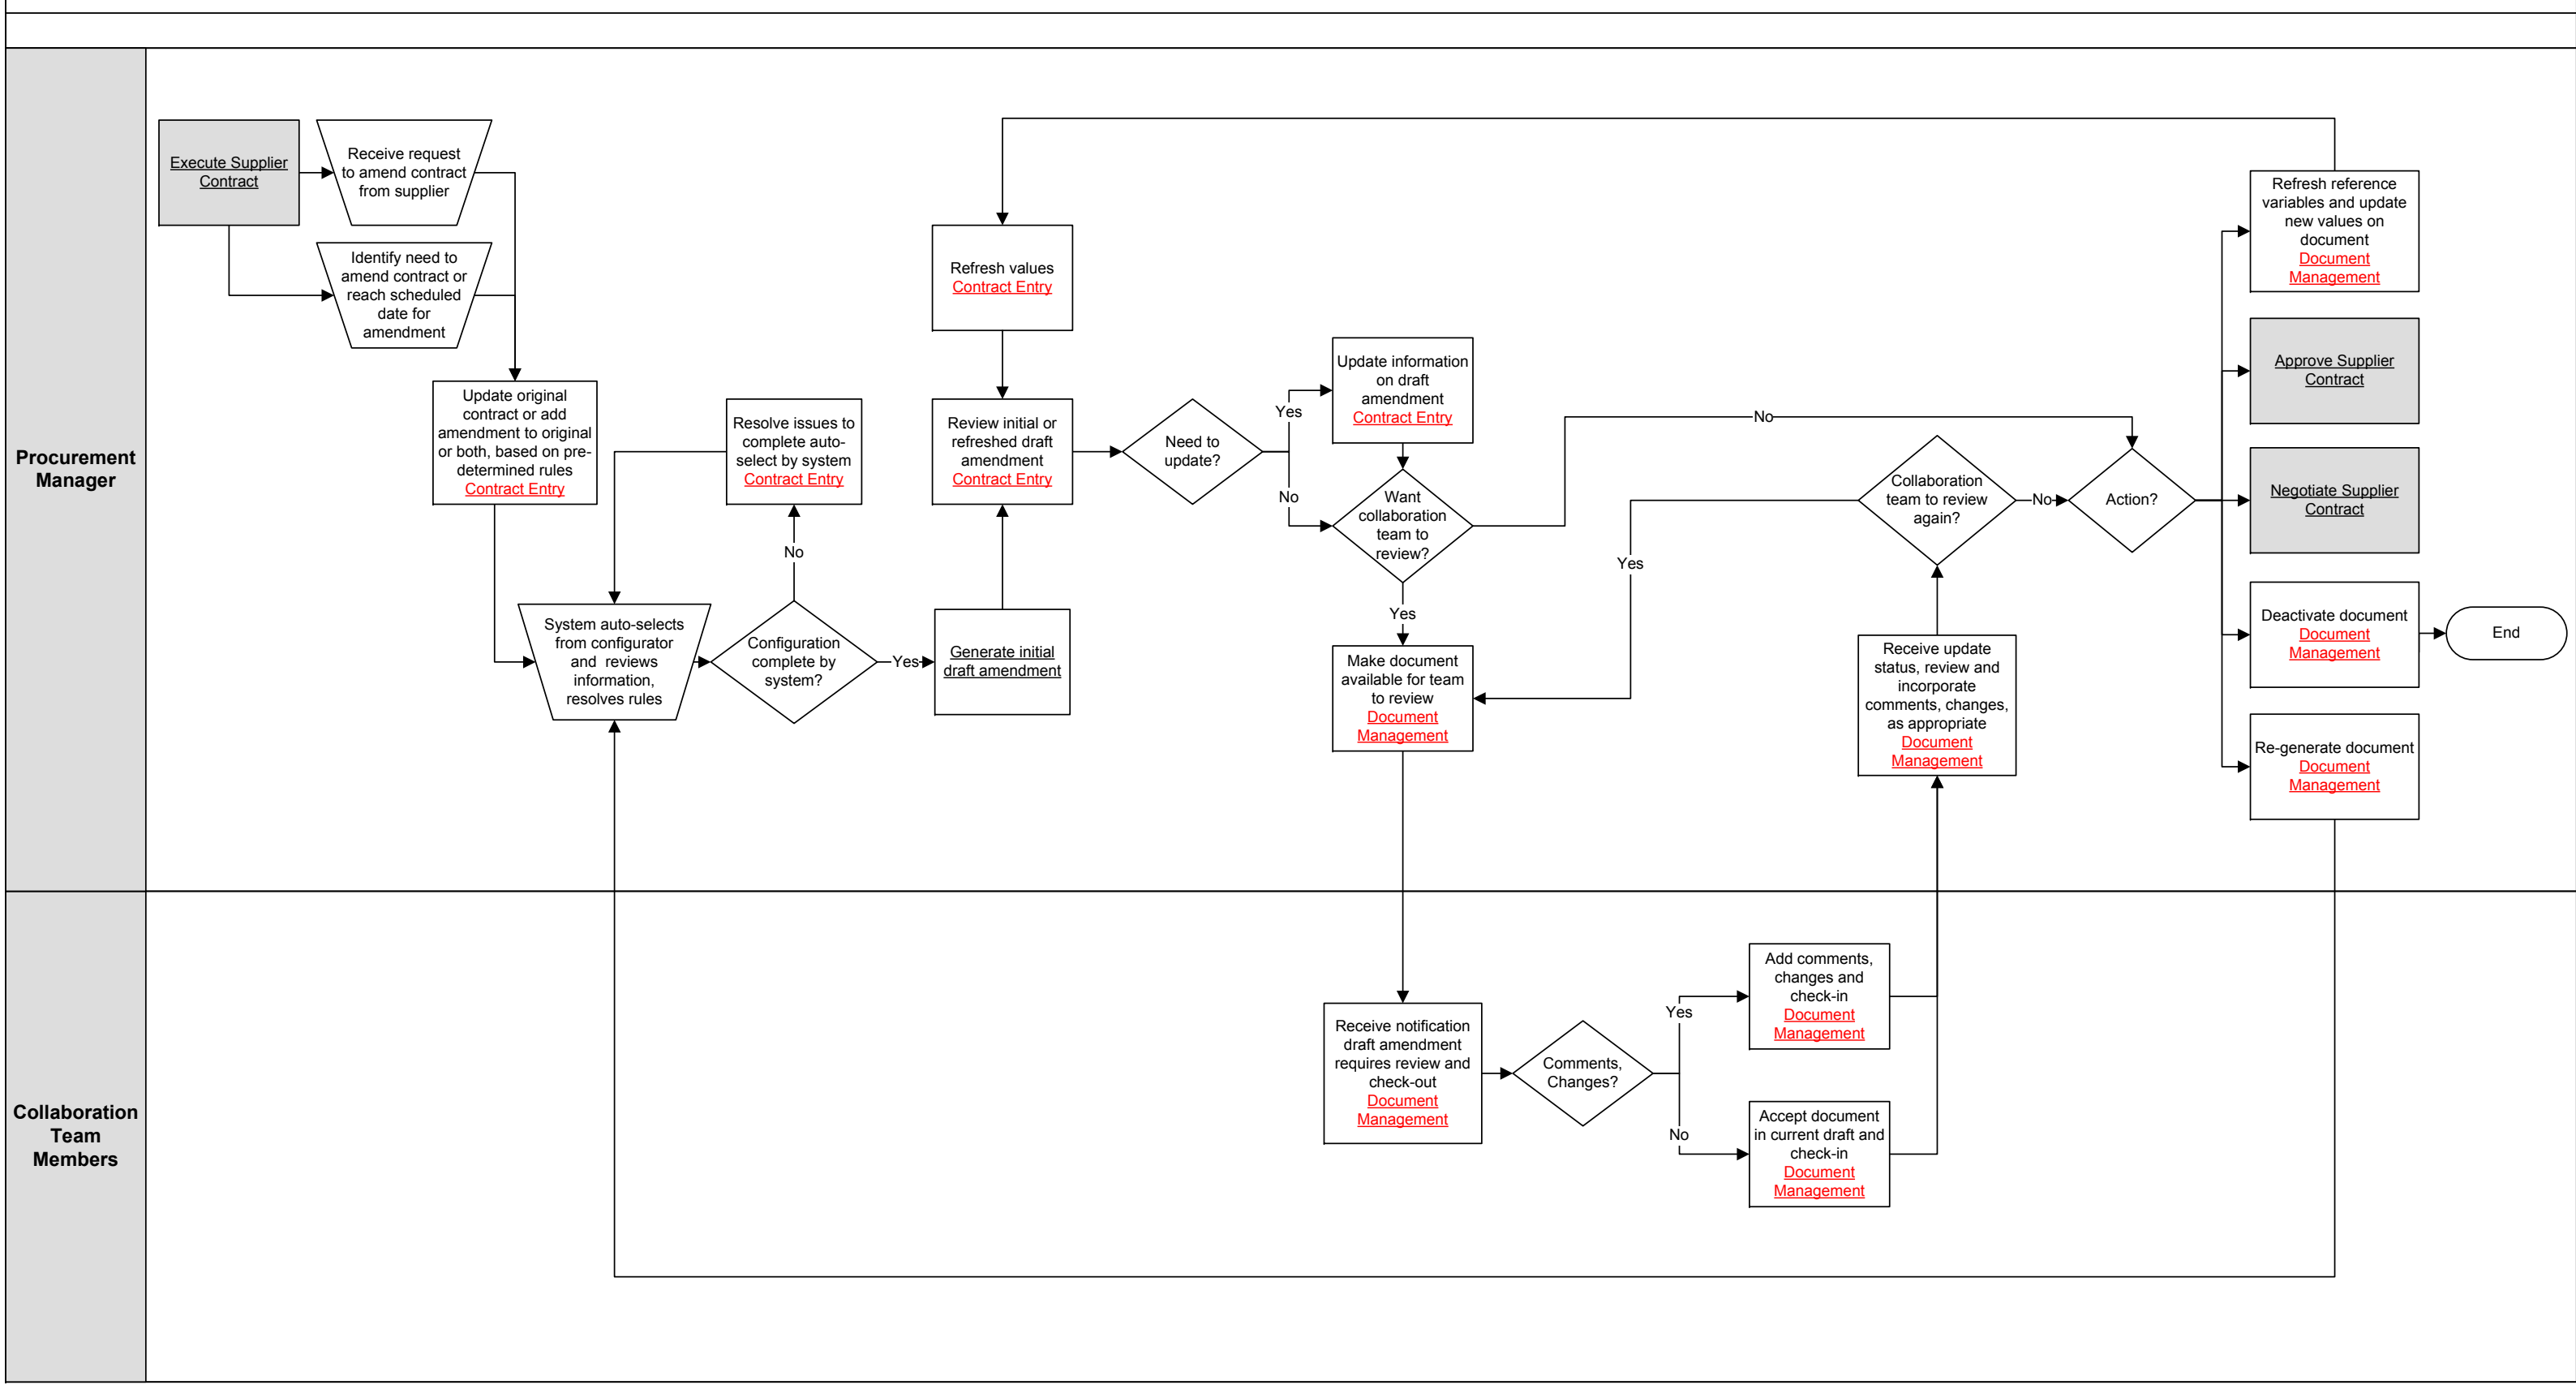 Procurement
Manager
Execute Supplier
Contract
Receive request
to amend contract
from supplier
Identify need to
amend contract or
reach scheduled
date for
amendment
Update original
contract or add
amendment to original
or both, based on pre-
determined rules
Contract Entry
System auto-selects
from configurator
and reviews
information,
resolves rules
Resolve issues to
complete auto-
select by system
Contract Entry
No
Configuration
complete by
system?
Yes
Generate initial
draft amendment
Refresh values
Contract Entry
Review initial or
refreshed draft
amendment
Contract Entry
Need to
update?
Yes
No
Update information
on draft
amendment
Contract Entry
Want
collaboration
team to
review?
No
Yes
Make document
available for team
to review
Document
Management
Yes
Collaboration
team to review
again?
No
Receive update
status, review and
incorporate
comments, changes,
as appropriate
Document
Management
Action?
Refresh reference
variables and update
new values on
document
Document
Management
Approve Supplier
Contract
Negotiate Supplier
Contract
Deactivate document
Document
Management
End
Re-generate document
Document
Management
Collaboration
Team
Members
Receive notification
draft amendment
requires review and
check-out
Document
Management
Comments,
Changes?
Yes
No
Add comments,
changes and
check-in
Document
Management
Accept document
in current draft and
check-in
Document
Management